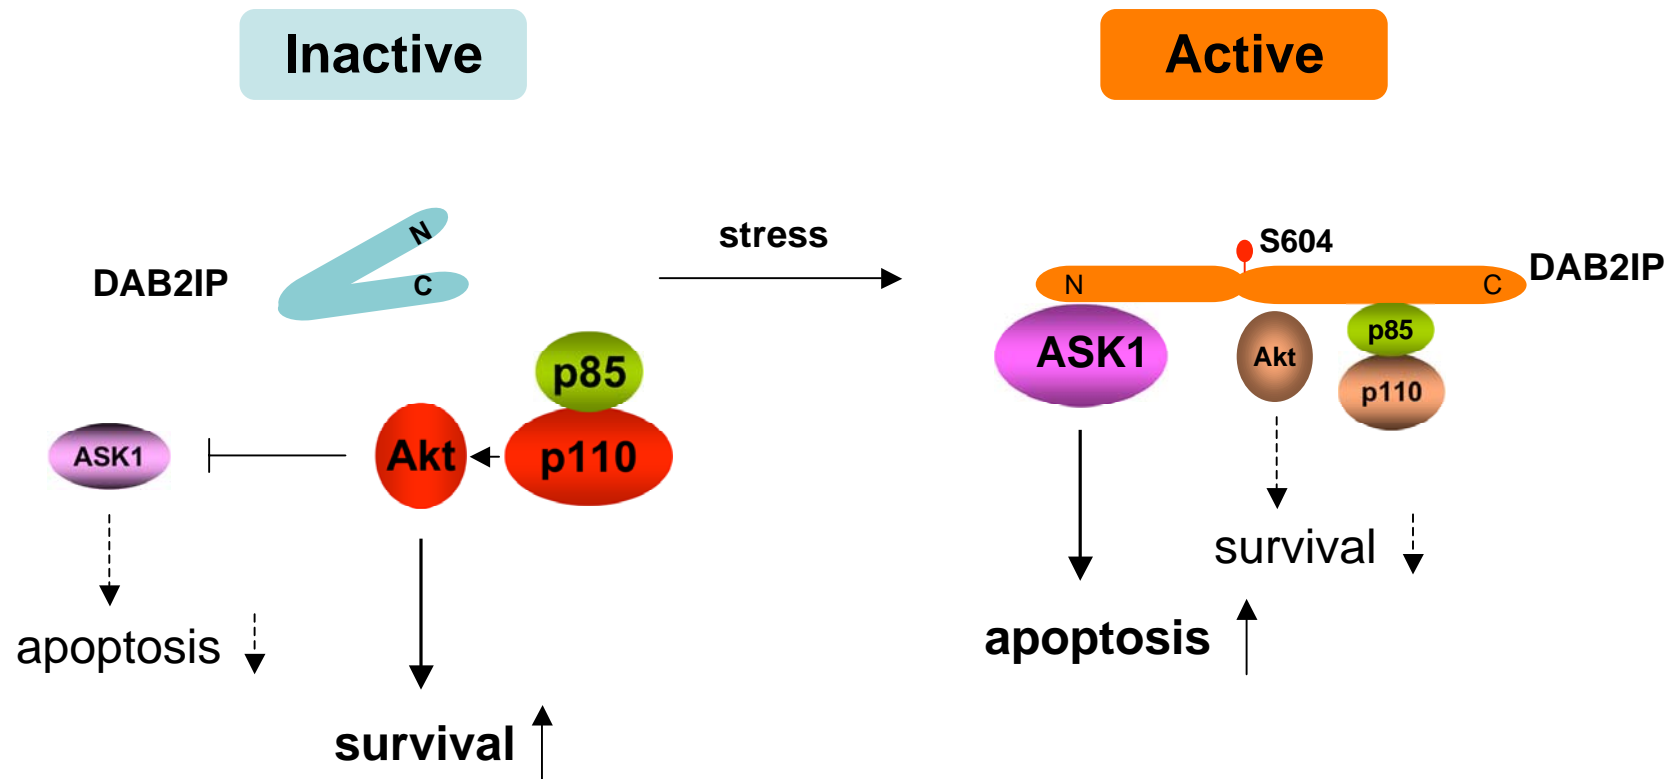 Inactive
Active
DAB2IP
N
C
stress
S604
N
C
DAB2IP
p85
p110
Akt
ASK1
ASK1
Akt
p85
p110
apoptosis
survival
survival
apoptosis